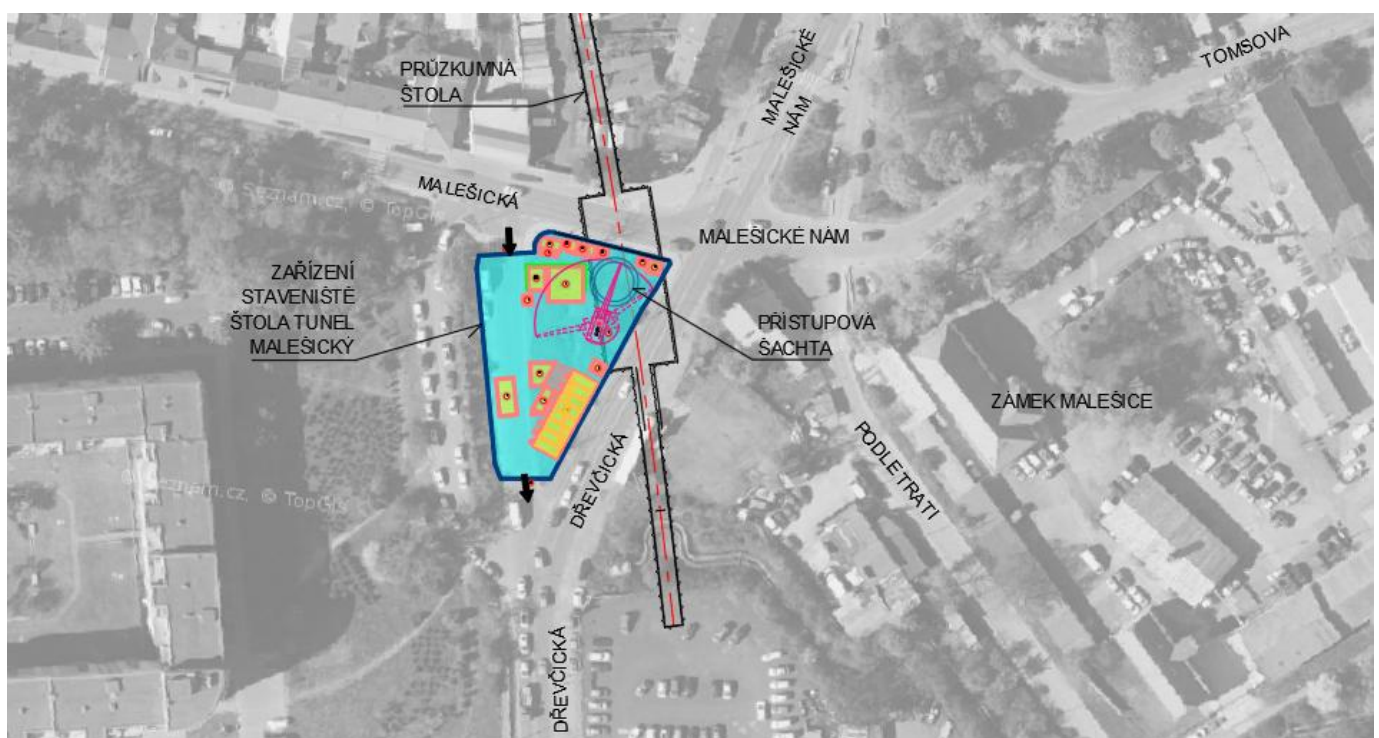 PRŮZKUMNÁ
ŠTOLA
MALEŠICKÉ
NÁM
TOMSOVA
MALEŠICKÁ
© Seznam.cz, © TopGis
MALEŠICKÉ NÁM
ZAŘÍZENÍ
STAVENIŠTĚ
ŠTOLA TUNEL
MALEŠICKÝ
PŘÍSTUPOVÁ
ŠACHTA
ZÁMEK MALEŠICE
PODLE TRATI
DŘEVČICKÁ
Seznam.cz, © TopGis
DŘEVČICKÁ